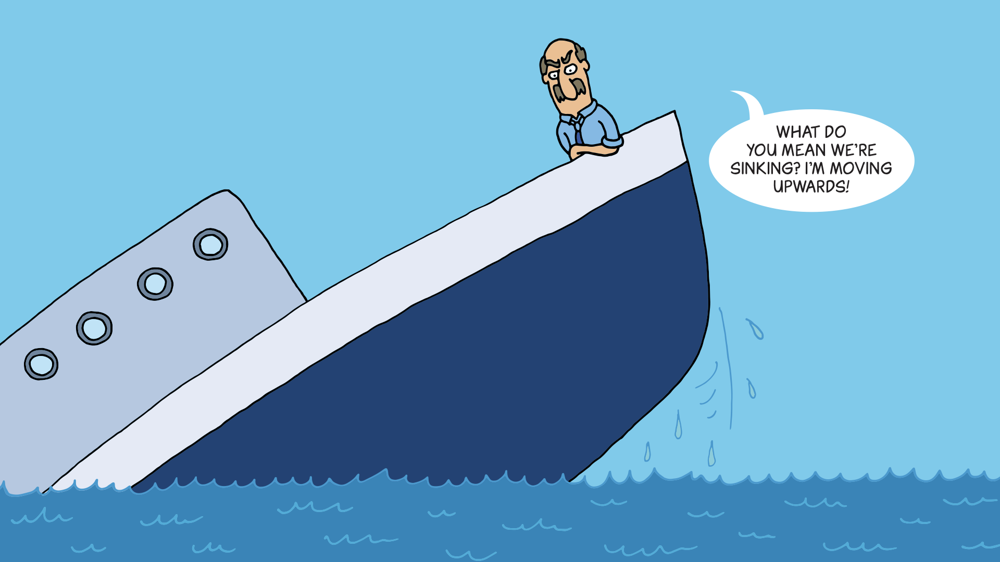 WHAT DO
YOU MEAN WE'RE
SINKING? I'M MOVING
UPWARDS!